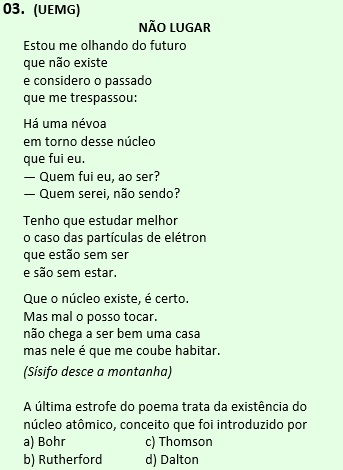 03. (UEMG)
NÃO LUGAR
Estou me olhando do futuro
que não existe
e considero o passado
que me trespassou:
Há uma névoa
em torno desse núcleo
que fui eu.
— Quem fui eu, ao ser?
— Quem serei, não sendo?
Tenho que estudar melhor
o caso das partículas de elétron
que estão sem ser
e são sem estar.
Que o núcleo existe, é certo.
Mas mal o posso tocar.
não chega a ser bem uma casa
mas nele é que me coube habitar.
(Sísifo desce a montanha)
A última estrofe do poema trata da existência do
núcleo atômico, conceito que foi introduzido por
a) Bohr c) Thomson
b) Rutherford d) Dalton